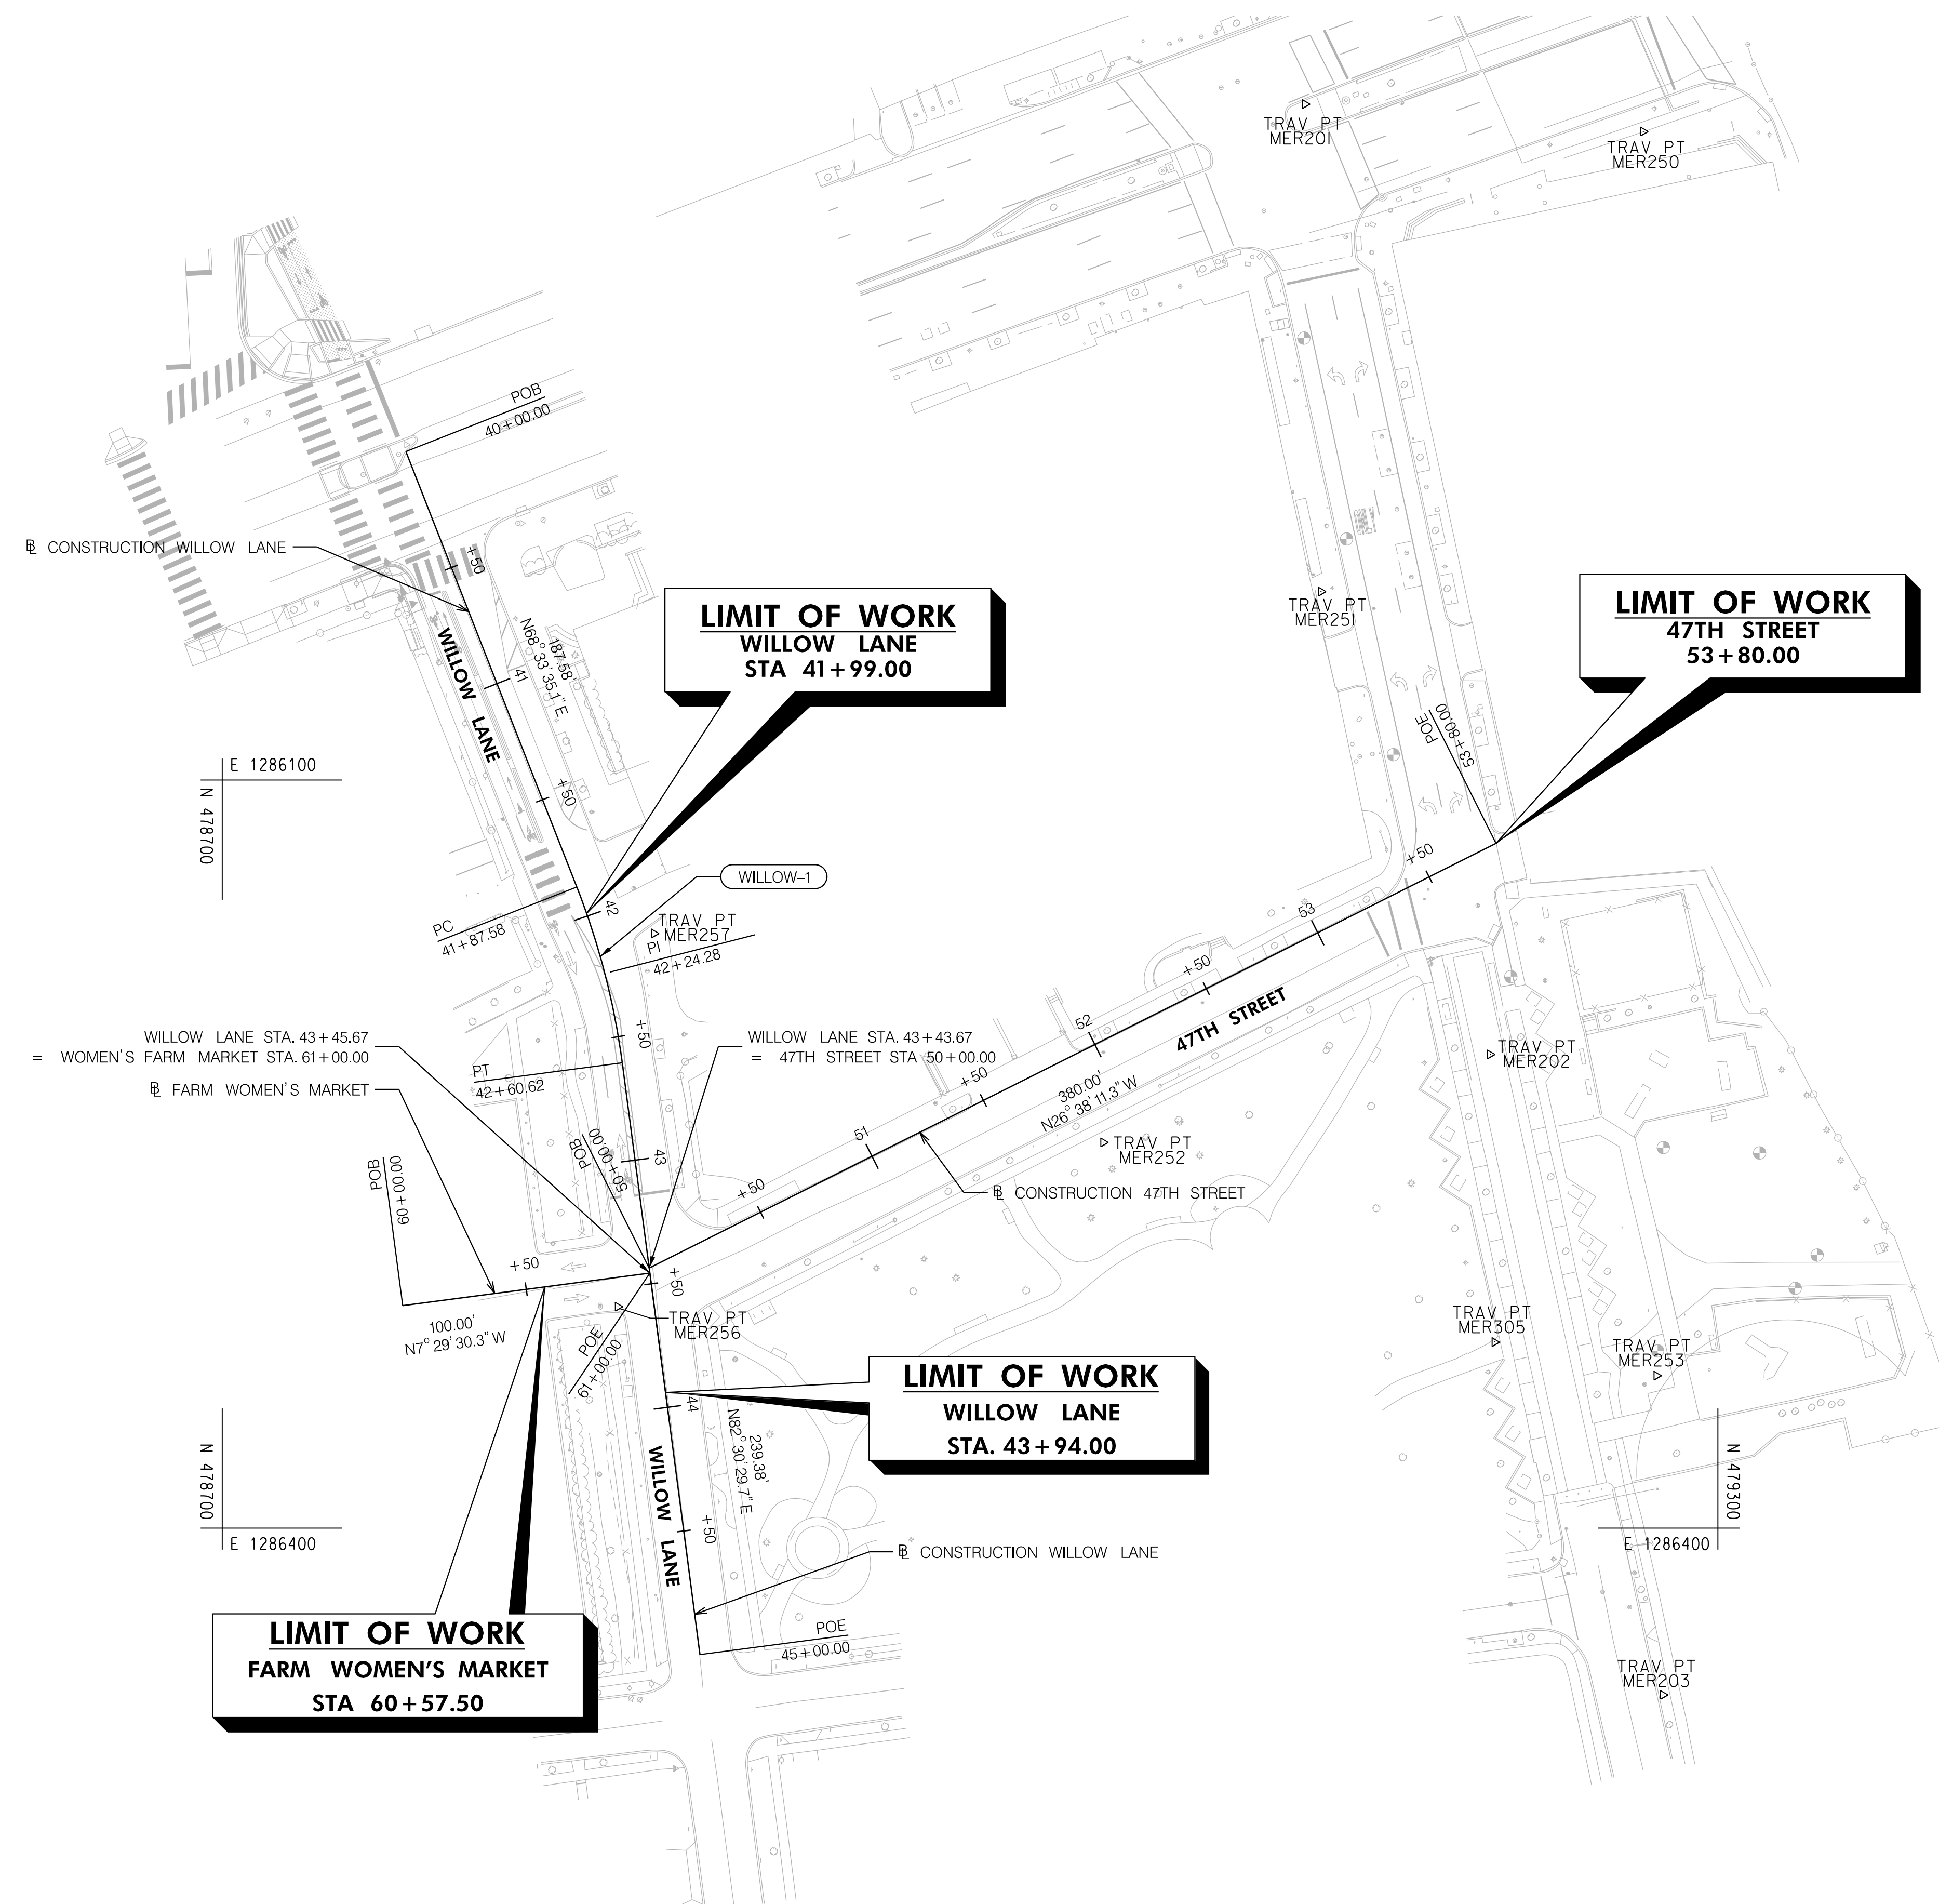 TRAV PT
MER201
TRAV PT
MER250
POB
40+00.00
℄ CONSTRUCTION WILLOW LANE
+50
WILLOW LANE
N68° 33' 35.1" E
187.58'
41
+50
LIMIT OF WORK
WILLOW LANE
STA 41+99.00
TRAV PT
MER251
LIMIT OF WORK
47TH STREET
53+80.00
POE
53+80.00
E 1286100
N 478700
WILLOW-1
42
PC
41+87.58
TRAV PT
MER257
PI
42+24.28
+50
53
+50
52
47TH STREET
+50
51
+50
380.00'
N26° 38' 11.3" W
WILLOW LANE STA. 43+45.67
= WOMEN'S FARM MARKET STA. 61+00.00
WILLOW LANE STA. 43+43.67
= 47TH STREET STA 50+00.00
+50
PT
42+60.62
℄ FARM WOMEN'S MARKET
POB
50+00.00
43
TRAV PT
MER202
TRAV PT
MER252
℄ CONSTRUCTION 47TH STREET
POB
60+00.00
+50
+50
100.00'
N7° 29' 30.3" W
POE
61+00.00
TRAV PT
MER256
TRAV PT
MER305
TRAV PT
MER253
LIMIT OF WORK
WILLOW LANE
STA. 43+94.00
44
239.38'
N82° 30' 29.7" E
WILLOW LANE
+50
N 478700
E 1286400
N 479300
E 1286400
℄ CONSTRUCTION WILLOW LANE
POE
45+00.00
LIMIT OF WORK
FARM WOMEN'S MARKET
STA 60+57.50
TRAV PT
MER203